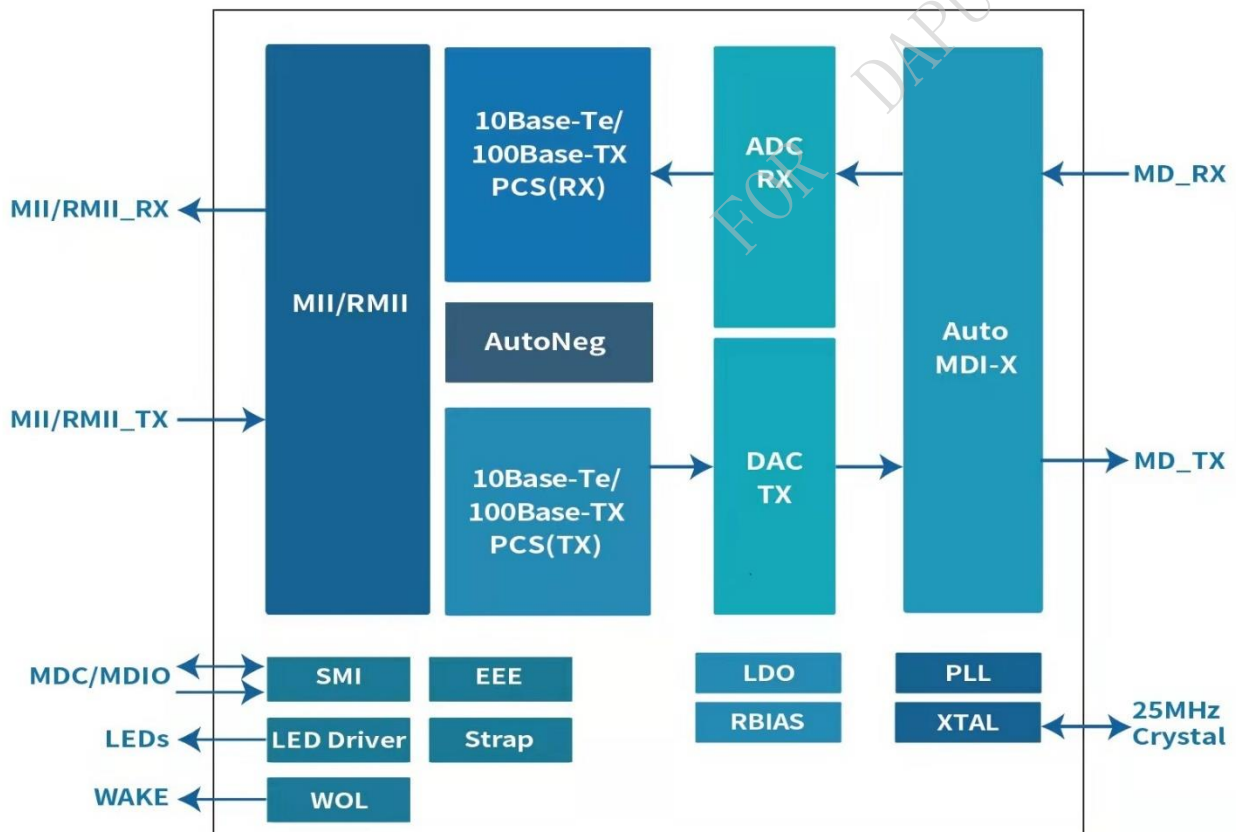 FOR DAPU
10Base-Te/
100Base-TX
PCS(RX)
ADC
RX
MD_RX
MII/RMII_RX
MII/RMII
AutoNeg
Auto
MDI-X
MII/RMII_TX
10Base-Te/
100Base-TX
PCS(TX)
DAC
TX
MD_TX
MDC/MDIO
SMI
EEE
LDO
PLL
LEDs
LED Driver
Strap
RBIAS
XTAL
25MHz
Crystal
WAKE
WOL